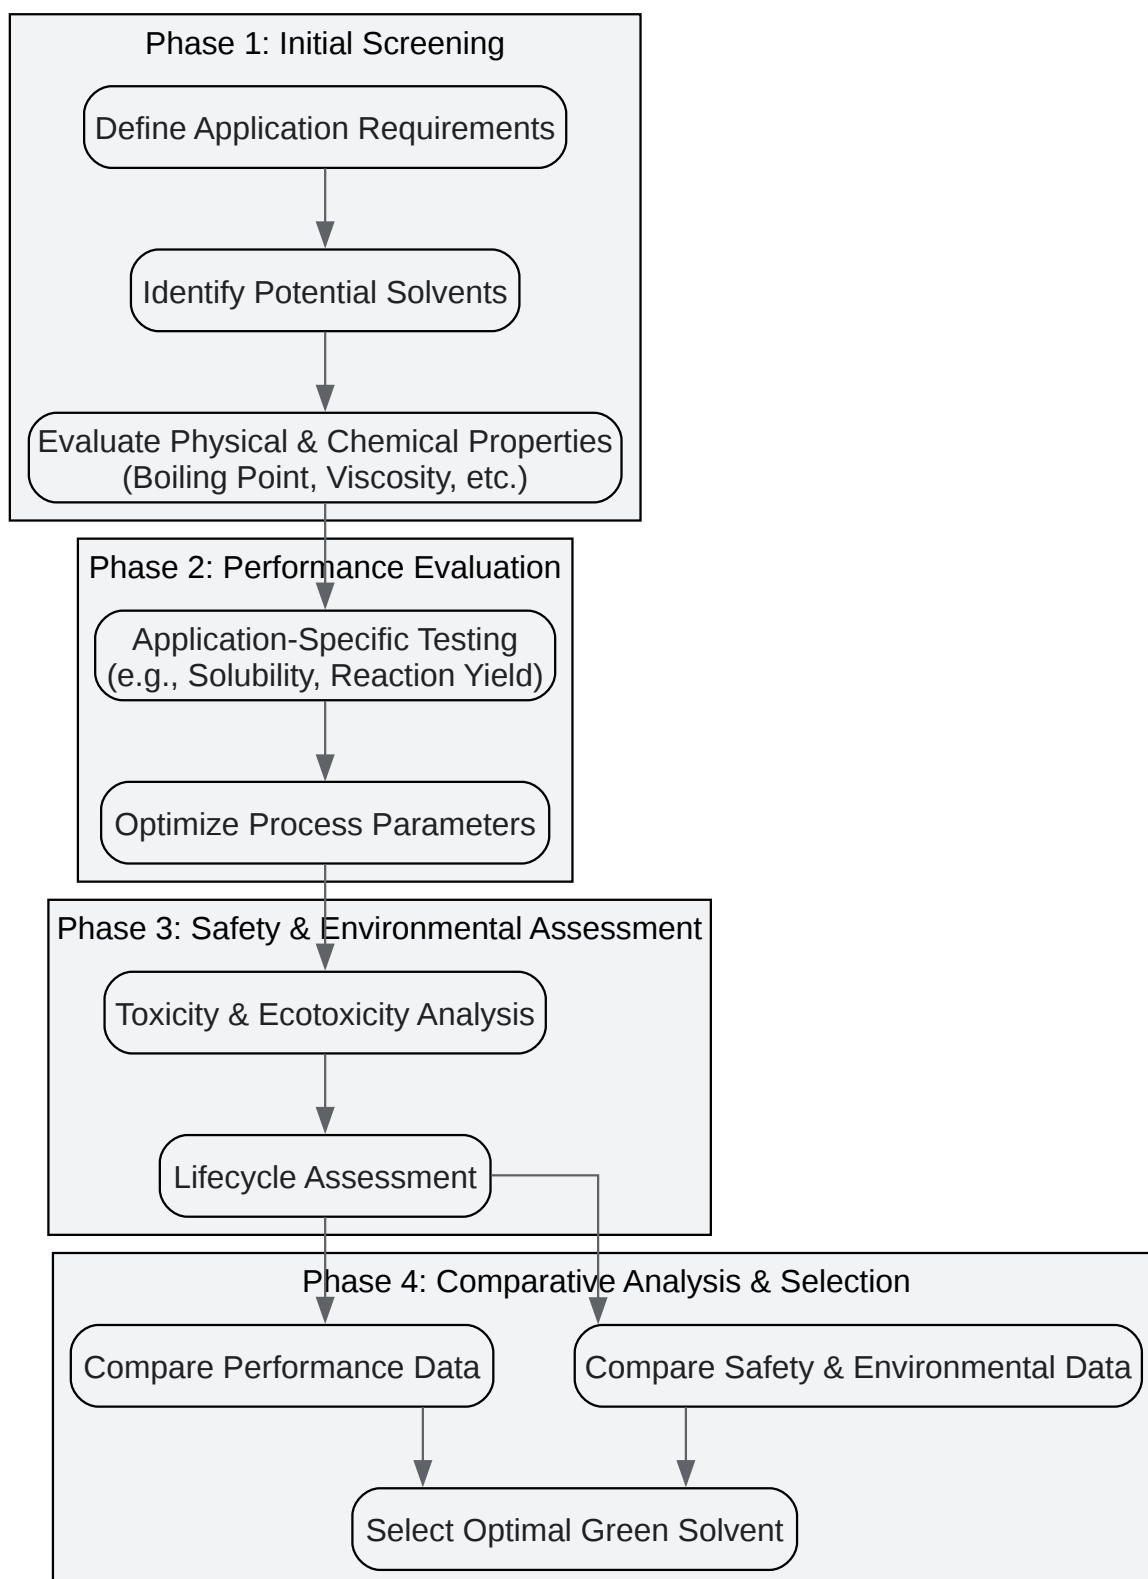 Phase 1: Initial Screening
Define Application Requirements
Identify Potential Solvents
Evaluate Physical & Chemical Properties
(Boiling Point, Viscosity, etc.)
Phase 2: Performance Evaluation
Application-Specific Testing
(e.g., Solubility, Reaction Yield)
Optimize Process Parameters
Phase 3: Safety & Environmental Assessment
Toxicity & Ecotoxicity Analysis
Lifecycle Assessment
Phase 4: Comparative Analysis & Selection
Compare Performance Data
Compare Safety & Environmental Data
Select Optimal Green Solvent